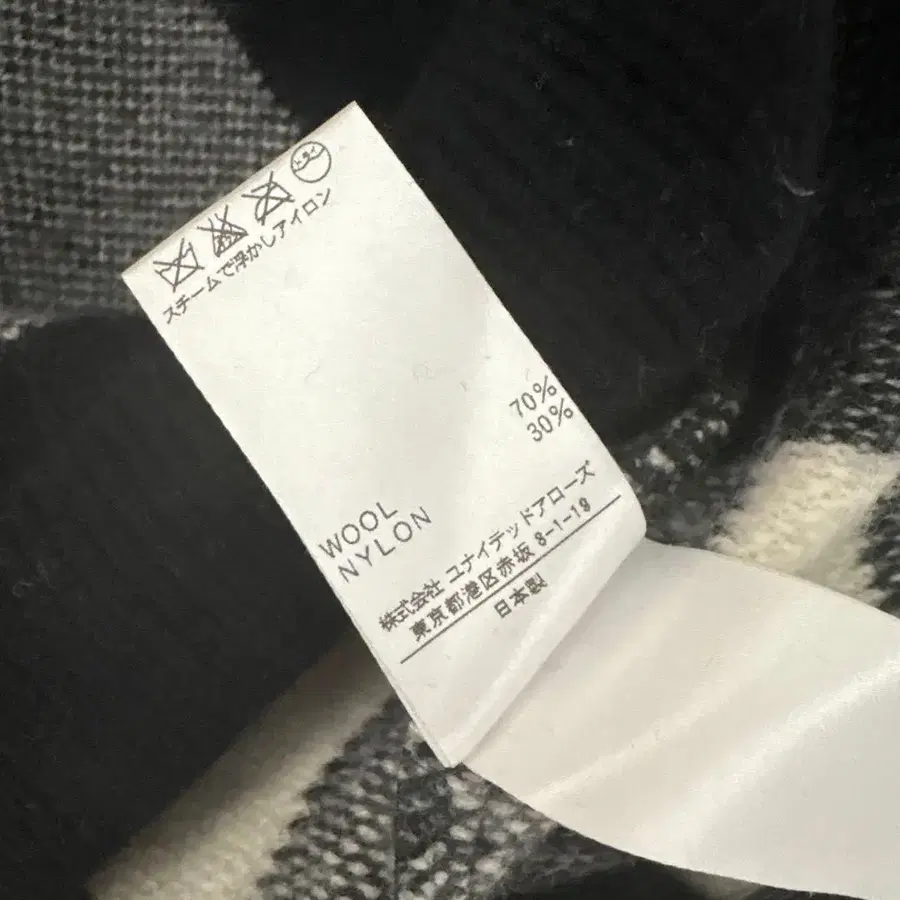 スチームで浮かしアイロン
WOOL 70%
NYLON 30%
株式会社 ユナイテッドアローズ
東京都港区赤坂 8-1-19
日本製